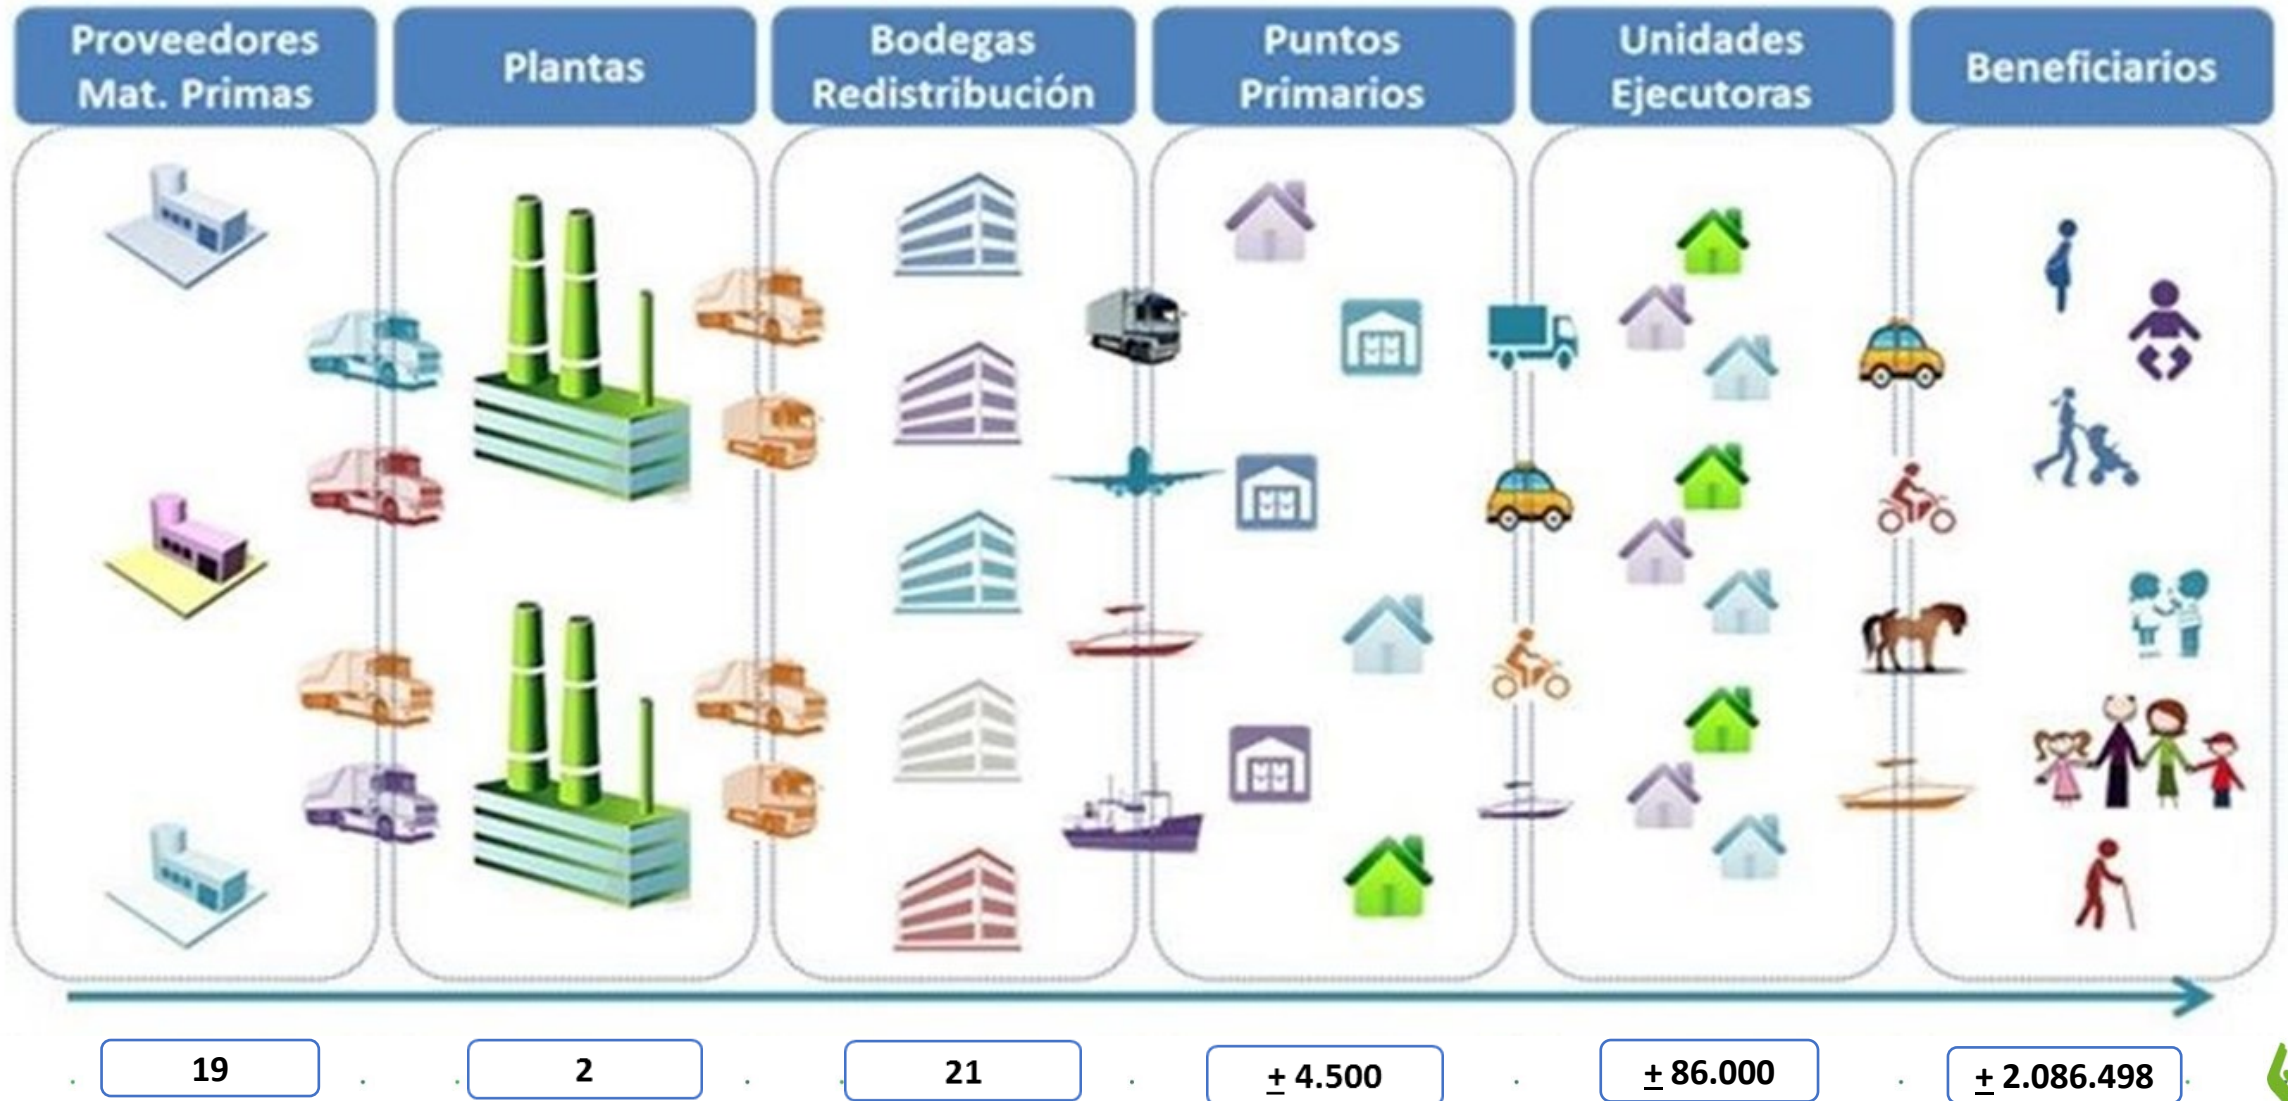 Proveedores
Mat. Primas
Plantas
Bodegas
Redistribución
Puntos
Primarios
Unidades
Ejecutoras
Beneficiarios
19
2
21
± 4.500
± 86.000
± 2.086.498